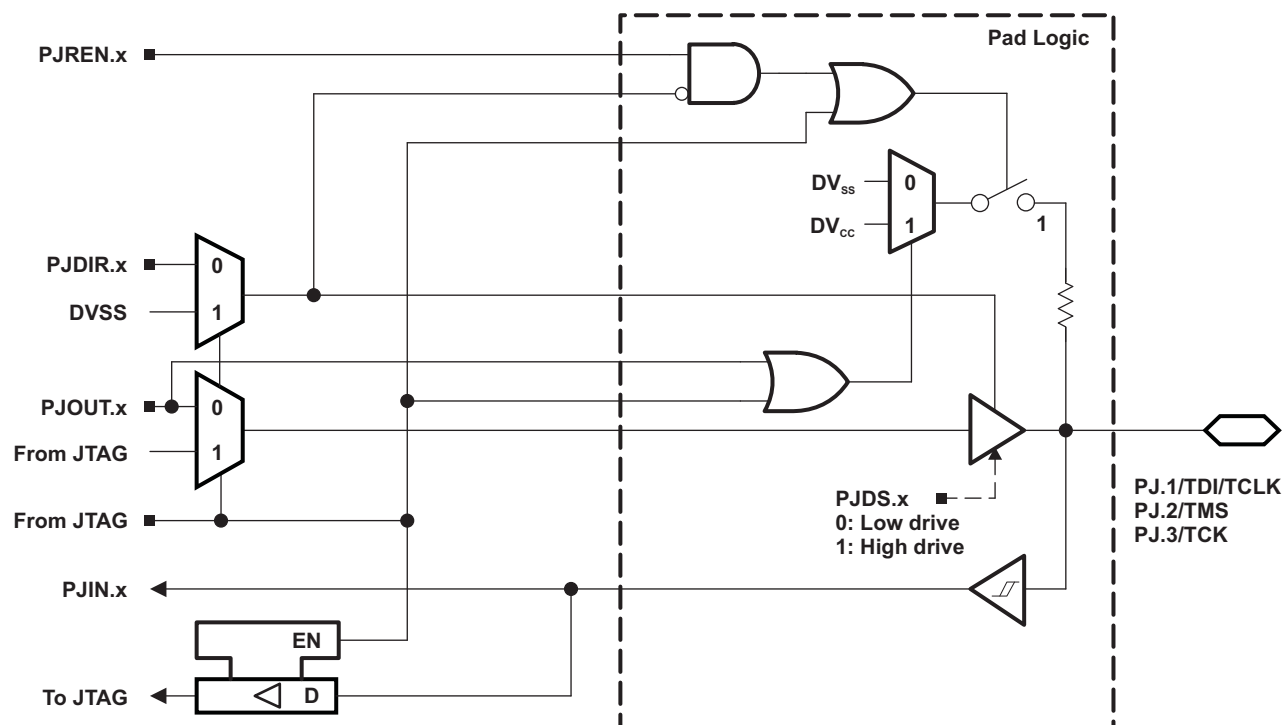 Pad Logic
PJREN.x
DVss
0
DVcc
1
1
PJDIR.x
0
DVSS
1
PJOUT.x
0
From JTAG
1
PJDS.x
0: Low drive
1: High drive
PJ.1/TDI/TCLK
PJ.2/TMS
PJ.3/TCK
From JTAG
PJIN.x
EN
To JTAG
D